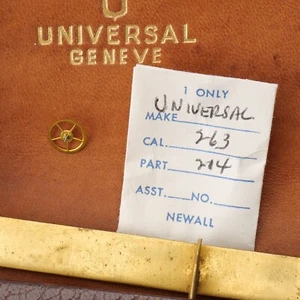 UNIVERSAL
GENEVE
1 ONLY
MAKE UNIVERSAL
CAL. 263
PART 214
ASST. NO.
NEWALL